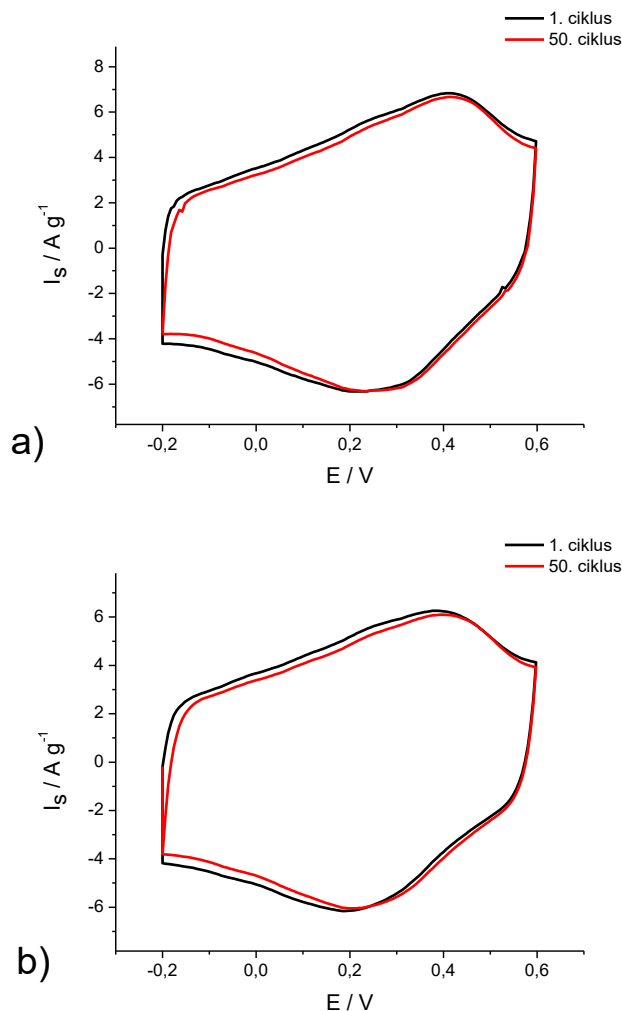 1. ciklus
50. ciklus
8
6
4
2
0
-2
-4
-6
I_s / A g⁻¹
-0,2
0,0
0,2
0,4
0,6
E / V
a)
1. ciklus
50. ciklus
6
4
2
0
-2
-4
-6
I_s / A g⁻¹
-0,2
0,0
0,2
0,4
0,6
E / V
b)